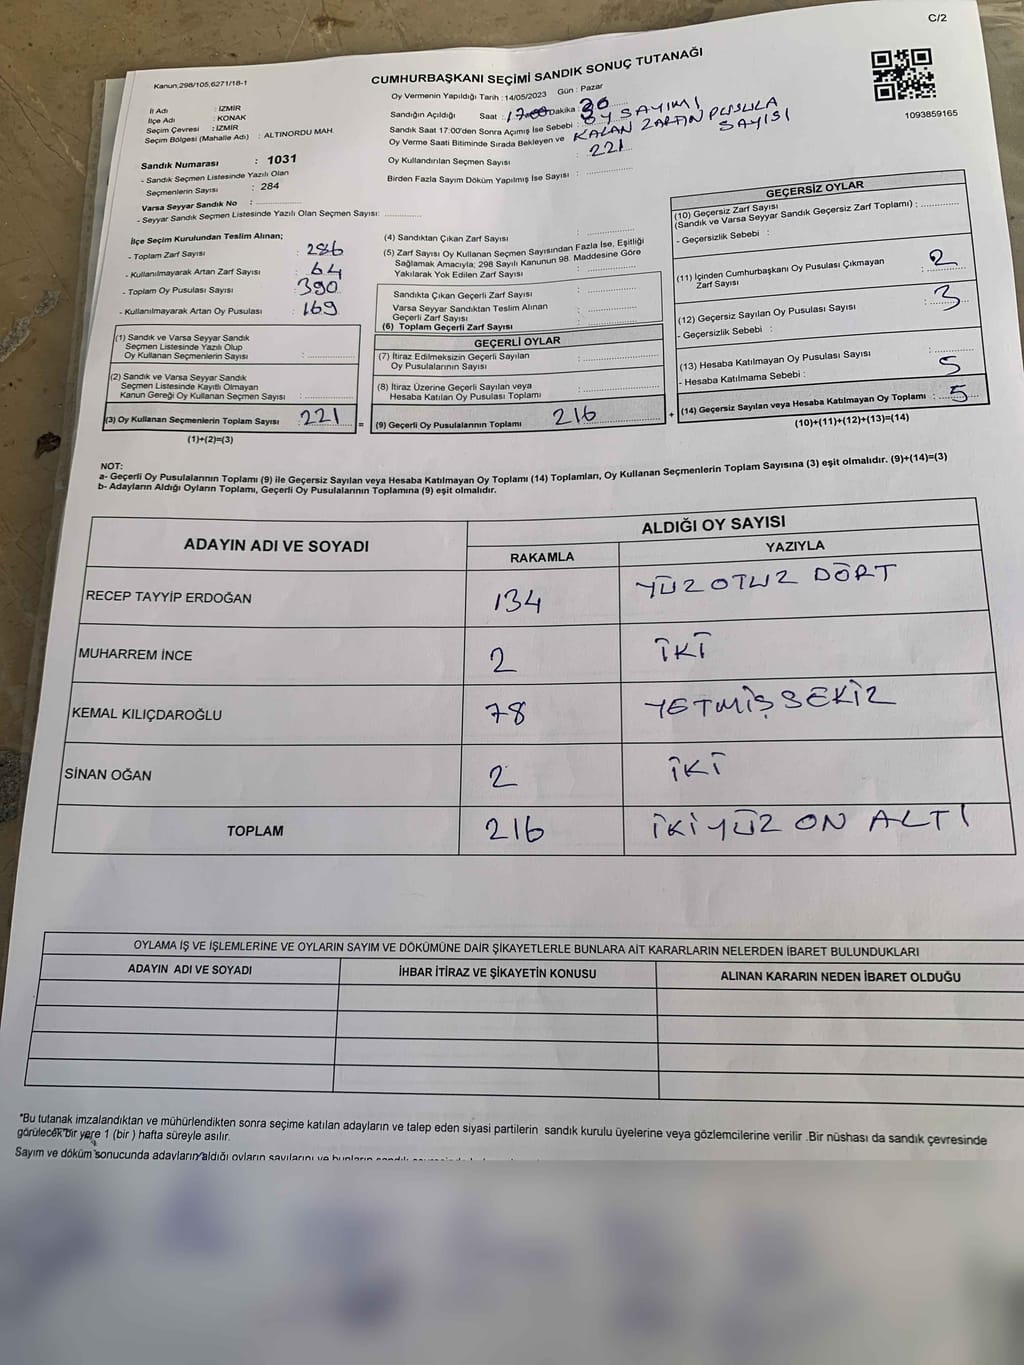 C/2
Kanun:298/105,6271/18-1
CUMHURBAŞKANI SEÇİMİ SANDIK SONUÇ TUTANAĞI
İl Adı : İZMİR
İlçe Adı : KONAK
Seçim Çevresi : İZMİR
Seçim Bölgesi (Mahalle Adı) : ALTINORDU MAH.
Sandık Numarası : 1031
- Sandık Seçmen Listesinde Yazılı Olan
Seçmenlerin Sayısı : 284
Varsa Seyyar Sandık No :
- Seyyar Sandık Seçmen Listesinde Yazılı Olan Seçmen Sayısı:
Oy Vermenin Yapıldığı Tarih : 14/05/2023 Gün : Pazar
Sandığın Açıldığı Saat : 17:00 Dakika : 30
Sandık Saat 17:00'den Sonra Açımış İse Sebebi : OY SAYIMI
Oy Verme Saati Bitiminde Sırada Bekleyen ve KALAN ZARFIN PUSULA SAYISI
Oy Kullandırılan Seçmen Sayısı : 221
Birden Fazla Sayım Döküm Yapılmış İse Sayısı :
1093859165
İlçe Seçim Kurulundan Teslim Alınan;
- Toplam Zarf Sayısı : 286
- Kullanılmayarak Artan Zarf Sayısı : 64
- Toplam Oy Pusulası Sayısı : 390
- Kullanılmayarak Artan Oy Pusulası : 169
(1) Sandık ve Varsa Seyyar Sandık
Seçmen Listesinde Yazılı Olup
Oy Kullanan Seçmenlerin Sayısı :
(2) Sandık ve Varsa Seyyar Sandık
Seçmen Listesinde Kayıtlı Olmayan
Kanun Gereği Oy Kullanan Seçmen Sayısı :
(3) Oy Kullanan Seçmenlerin Toplam Sayısı : 221 =
(1)+(2)=(3)
(4) Sandıktan Çıkan Zarf Sayısı :
(5) Zarf Sayısı Oy Kullanan Seçmen Sayısından Fazla İse, Eşitliği
Sağlamak Amacıyla; 298 Sayılı Kanunun 98. Maddesine Göre
Yakılarak Yok Edilen Zarf Sayısı :
Sandıkta Çıkan Geçerli Zarf Sayısı :
Varsa Seyyar Sandıktan Teslim Alınan
Geçerli Zarf Sayısı :
(6) Toplam Geçerli Zarf Sayısı :
GEÇERLİ OYLAR
(7) İtiraz Edilmeksizin Geçerli Sayılan
Oy Pusulalarının Sayısı :
(8) İtiraz Üzerine Geçerli Sayılan veya
Hesaba Katılan Oy Pusulası Toplamı :
(9) Geçerli Oy Pusulalarının Toplamı : 216 +
GEÇERSİZ OYLAR
(10) Geçersiz Zarf Sayısı
(Sandık ve Varsa Seyyar Sandık Geçersiz Zarf Toplamı) :
- Geçersizlik Sebebi :
(11) İçinden Cumhurbaşkanı Oy Pusulası Çıkmayan
Zarf Sayısı : 2
(12) Geçersiz Sayılan Oy Pusulası Sayısı : 3
- Geçersizlik Sebebi :
(13) Hesaba Katılmayan Oy Pusulası Sayısı :
- Hesaba Katılmama Sebebi : 5
(14) Geçersiz Sayılan veya Hesaba Katılmayan Oy Toplamı : 5
(10)+(11)+(12)+(13)=(14)
NOT:
a- Geçerli Oy Pusulalarının Toplamı (9) ile Geçersiz Sayılan veya Hesaba Katılmayan Oy Toplamı (14) Toplamları, Oy Kullanan Seçmenlerin Toplam Sayısına (3) eşit olmalıdır. (9)+(14)=(3)
b- Adayların Aldığı Oyların Toplamı, Geçerli Oy Pusulalarının Toplamına (9) eşit olmalıdır.
ADAYIN ADI VE SOYADI
ALDIĞI OY SAYISI
RAKAMLA YAZIYLA
RECEP TAYYİP ERDOĞAN 134 YÜZ OTUZ DÖRT
MUHARREM İNCE 2 İKİ
KEMAL KILIÇDAROĞLU 78 YETMİŞ SEKİZ
SİNAN OĞAN 2 İKİ
TOPLAM 216 İKİ YÜZ ON ALTI
OYLAMA İŞ VE İŞLEMLERİNE VE OYLARIN SAYIM VE DÖKÜMÜNE DAİR ŞİKAYETLERLE BUNLARA AİT KARARLARIN NELERDEN İBARET BULUNDUKLARI
ADAYIN ADI VE SOYADI İHBAR İTİRAZ VE ŞİKAYETİN KONUSU ALINAN KARARIN NEDEN İBARET OLDUĞU
*Bu tutanak imzalandıktan ve mühürlendikten sonra seçime katılan adayların ve talep eden siyasi partilerin sandık kurulu üyelerine veya gözlemcilerine verilir .Bir nüshası da sandık çevresinde
görülecek bir yere 1 (bir ) hafta süreyle asılır.
Sayım ve döküm sonucunda adayların aldığı oyların sayılarını ve bunların